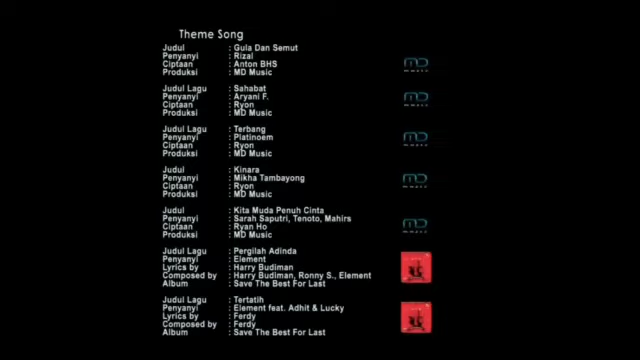 Theme Song
Judul : Gula Dan Semut
Penyanyi : Rizal
Ciptaan : Anton BHS
Produksi : MD Music
Judul Lagu : Sahabat
Penyanyi : Aryani F.
Ciptaan : Ryon
Produksi : MD Music
Judul Lagu : Terbang
Penyanyi : Platinoem
Ciptaan : Ryon
Produksi : MD Music
Judul : Kinara
Penyanyi : Mikha Tambayong
Ciptaan : Ryon
Produksi : MD Music
Judul : Kita Muda Penuh Cinta
Penyanyi : Sarah Saputri, Tenoto, Mahirs
Ciptaan : Ryan Ho
Produksi : MD Music
Judul Lagu : Pergilah Adinda
Penyanyi : Element
Lyrics by : Harry Budiman
Composed by : Harry Budiman, Ronny S., Element
Album : Save The Best For Last
Judul Lagu : Tertatih
Penyanyi : Element feat. Adhit & Lucky
Lyrics by : Ferdy
Composed by : Ferdy
Album : Save The Best For Last
MD
MD
MD
MD
MD